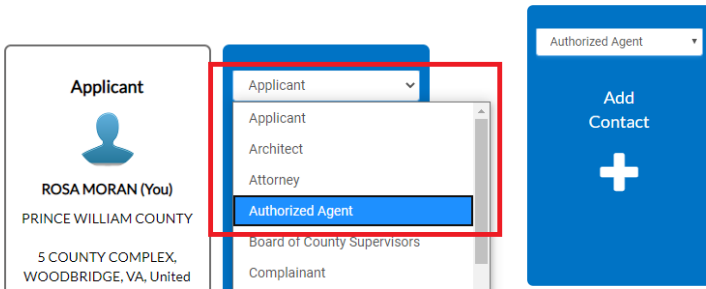 Applicant
ROSA MORAN (You)
PRINCE WILLIAM COUNTY
5 COUNTY COMPLEX,
WOODBRIDGE, VA, United
Applicant
Applicant
Architect
Attorney
Authorized Agent
Board of County Supervisors
Complainant
Authorized Agent
Add
Contact